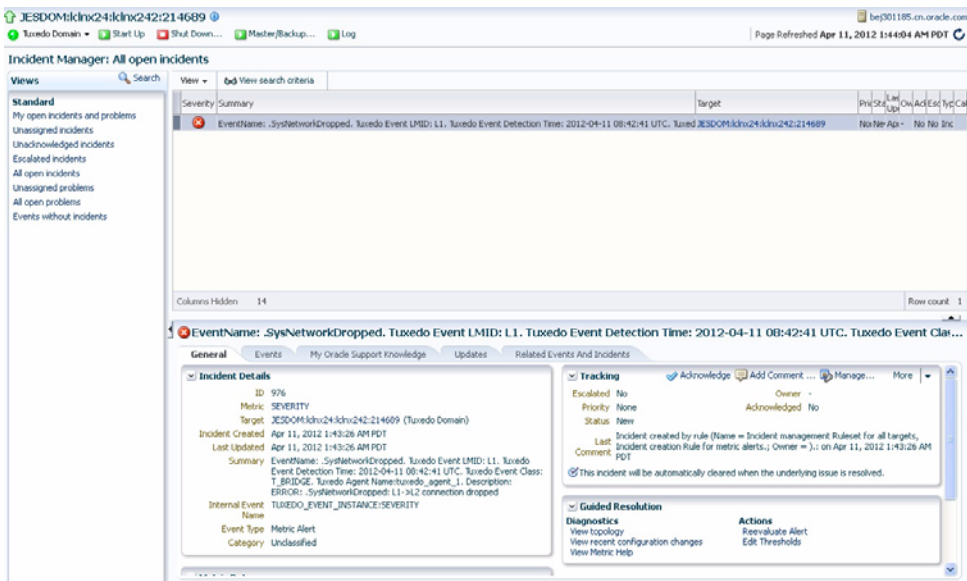 JESDOM:lclnx24:lclnx242:214689
bej301185.cn.oracle.com
Tuxedo Domain Start Up Shut Down... Master/Backup... Log
Page Refreshed Apr 11, 2012 1:44:04 AM PDT
Incident Manager: All open incidents
Views Search
Standard
My open incidents and problems
Unassigned incidents
Unacknowledged incidents
Escalated incidents
All open incidents
Unassigned problems
All open problems
Events without incidents
View View search criteria
Severity Summary Target
EventName: .SysNetworkDropped. Tuxedo Event LMID: L1. Tuxedo Event Detection Time: 2012-04-11 08:42:41 UTC. Tuxed JESDOM:lclnx24:lclnx242:214689 No No Inc
Columns Hidden 14
Row count 1
EventName: .SysNetworkDropped. Tuxedo Event LMID: L1. Tuxedo Event Detection Time: 2012-04-11 08:42:41 UTC. Tuxedo Event Clas...
General Events My Oracle Support Knowledge Updates Related Events And Incidents
Incident Details
ID 976
Metric SEVERITY
Target JESDOM:lclnx24:lclnx242:214689 (Tuxedo Domain)
Incident Created Apr 11, 2012 1:43:26 AM PDT
Last Updated Apr 11, 2012 1:43:26 AM PDT
Summary EventName: .SysNetworkDropped. Tuxedo Event LMID: L1. Tuxedo
Event Detection Time: 2012-04-11 08:42:41 UTC. Tuxedo Event Class:
T_BRIDGE. Tuxedo Agent Name:tuxedo_agent_1. Description:
ERROR: .SysNetworkDropped: L1->L2 connection dropped
Internal Event Name TUXEDO_EVENT_INSTANCE:SEVERITY
Event Type Metric Alert
Category Unclassified
Tracking Acknowledge Add Comment ... Manage... More
Escalated No Owner -
Priority None Acknowledged No
Status New
Last Comment Incident created by rule (Name = Incident management Ruleset for all targets,
Incident creation Rule for metric alerts.; Owner = ).: on Apr 11, 2012 1:43:26 AM
PDT
This incident will be automatically cleared when the underlying issue is resolved.
Guided Resolution
Diagnostics Actions
View topology Reevaluate Alert
View recent configuration changes Edit Thresholds
View Metric Help